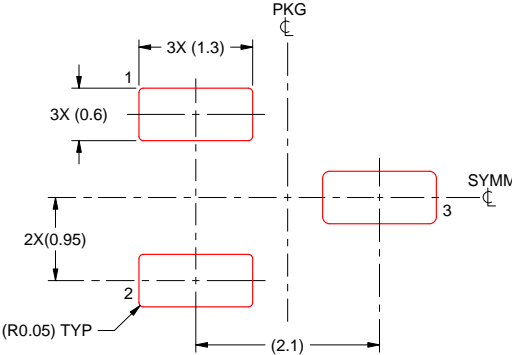 PKG
℄
3X (1.3)
1
3X (0.6)
SYMM
℄
3
2X(0.95)
2
(R0.05) TYP
(2.1)